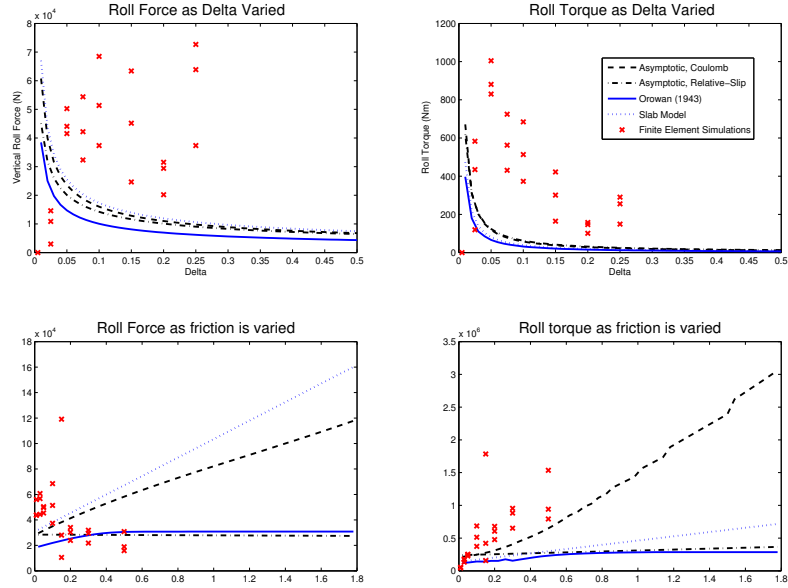 Roll Force as Delta Varied
x 10⁴
8
7
6
5
4
3
2
1
0
Vertical Roll Force (N)
0 0.05 0.1 0.15 0.2 0.25 0.3 0.35 0.4 0.45 0.5
Delta
Roll Torque as Delta Varied
1200
1000
800
600
400
200
0
Roll Torque (Nm)
Asymptotic, Coulomb
Asymptotic, Relative-Slip
Orowan (1943)
Slab Model
Finite Element Simulations
0 0.05 0.1 0.15 0.2 0.25 0.3 0.35 0.4 0.45 0.5
Delta
Roll Force as friction is varied
x 10⁴
18
16
14
12
10
8
6
4
2
0
0 0.2 0.4 0.6 0.8 1 1.2 1.4 1.6 1.8
Roll torque as friction is varied
x 10⁶
3.5
3
2.5
2
1.5
1
0.5
0
0 0.2 0.4 0.6 0.8 1 1.2 1.4 1.6 1.8